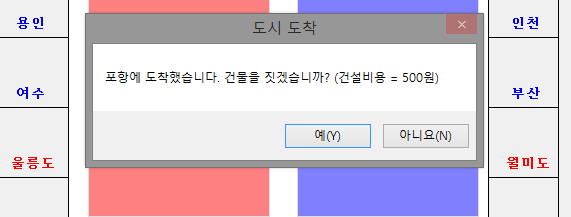 도시 도착
용인
인천
포항에 도착했습니다. 건물을 짓겠습니까? (건설비용 = 500원)
여수
부산
예(Y)
아니요(N)
울릉도
월미도